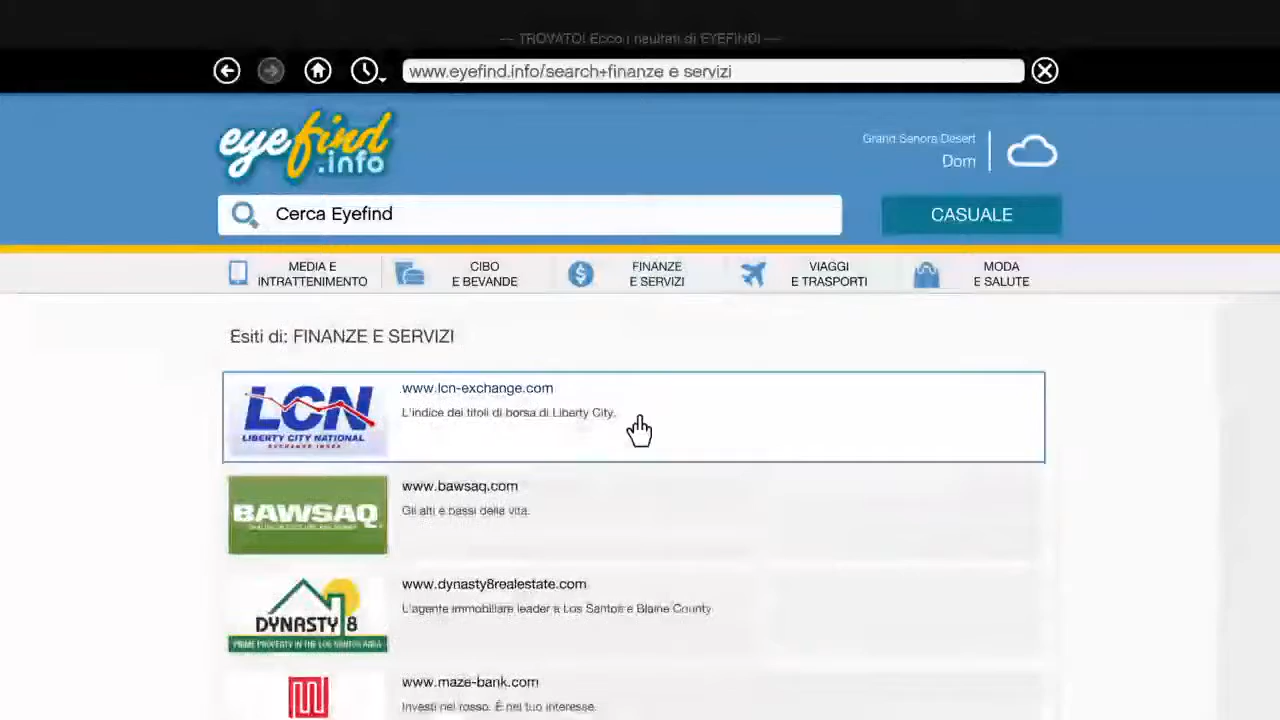 — TROVATO! Ecco i risultati di EYEFIND! —
www.eyefind.info/search+finanze e servizi
eyefind
.info
Grand Senora Desert
Dom
Cerca Eyefind
CASUALE
MEDIA E
INTRATTENIMENTO
CIBO
E BEVANDE
FINANZE
E SERVIZI
VIAGGI
E TRASPORTI
MODA
E SALUTE
Esiti di: FINANZE E SERVIZI
LCN
LIBERTY CITY NATIONAL
EXCHANGE INDEX
www.lcn-exchange.com
L'indice dei titoli di borsa di Liberty City.
BAWSAQ
www.bawsaq.com
Gli alti e bassi della vita.
DYNASTY 8
PRIME PROPERTY IN THE LOS SANTOS AREA
www.dynasty8realestate.com
L'agente immobiliare leader a Los Santos e Blaine County
www.maze-bank.com
Investi nel rosso. È nel tuo interesse.